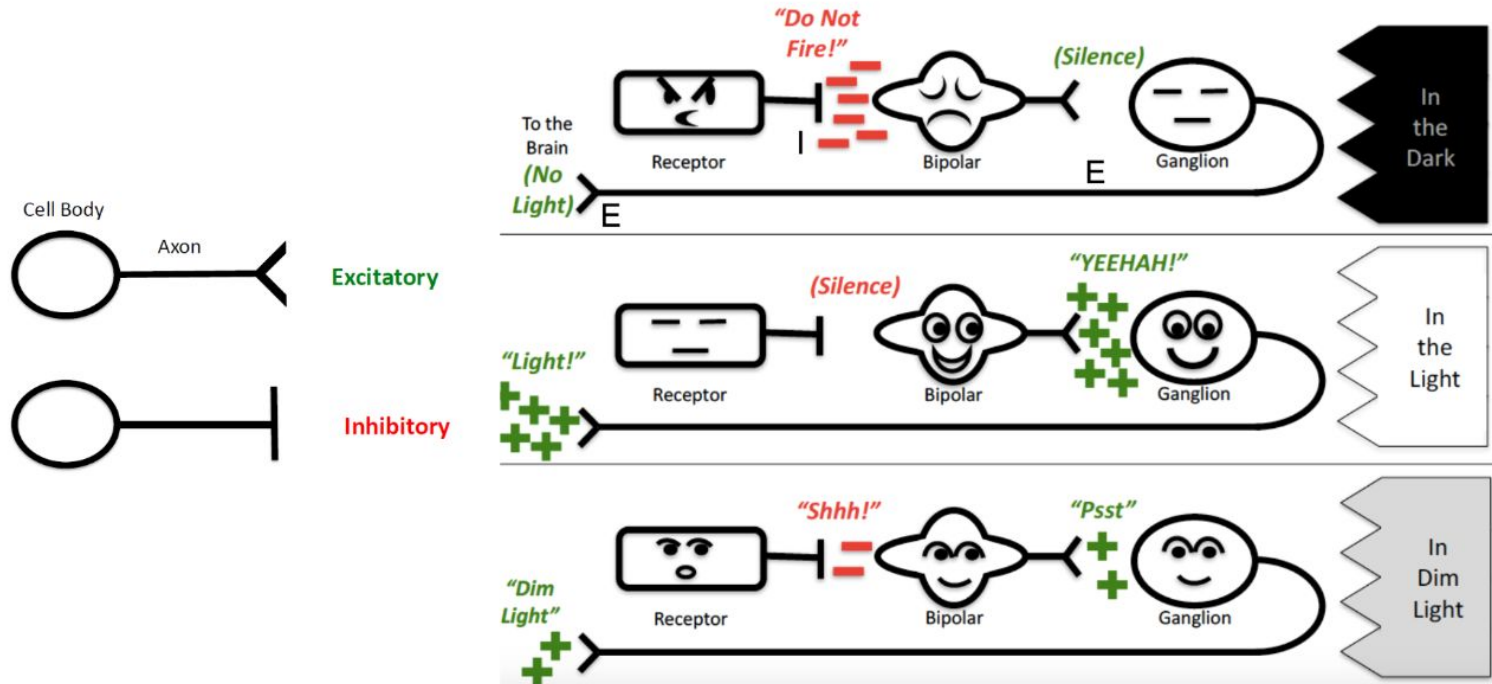 Cell Body
Axon
Excitatory
Inhibitory
“Do Not
Fire!”
(Silence)
To the
Brain
(No
Light)
I
Receptor
Bipolar
E
Ganglion
E
In
the
Dark
“YEEHAH!”
(Silence)
“Light!”
Receptor
Bipolar
Ganglion
In
the
Light
“Shhh!”
“Psst”
“Dim
Light”
Receptor
Bipolar
Ganglion
In
Dim
Light